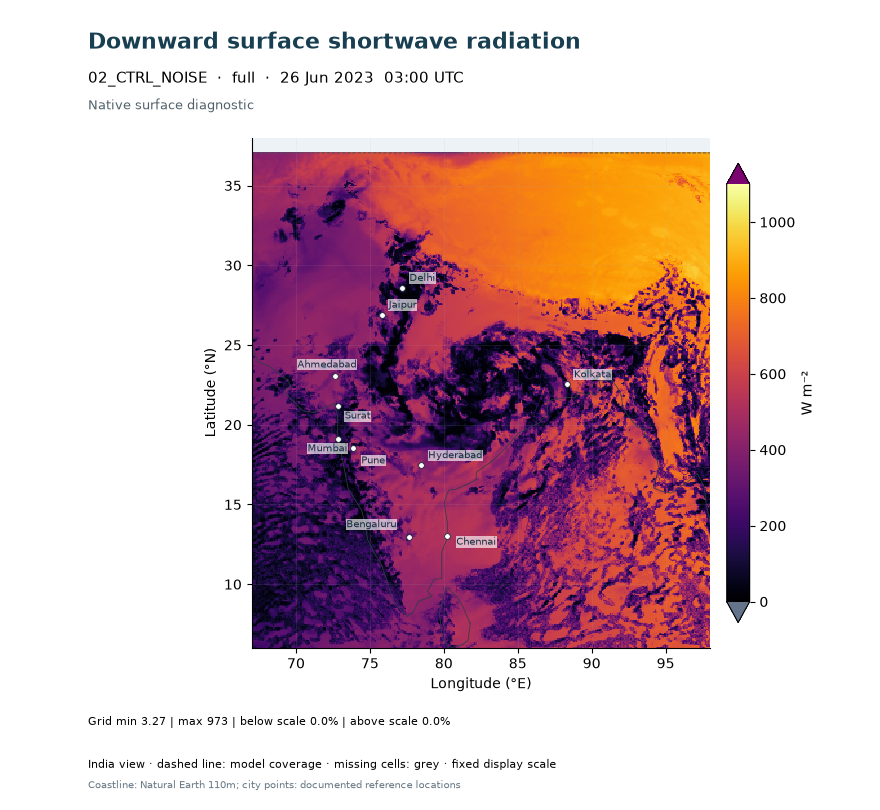 Downward surface shortwave radiation
02_CTRL_NOISE · full · 26 Jun 2023 03:00 UTC
Native surface diagnostic
35
30
25
20
15
10
Latitude (°N)
70
75
80
85
90
95
Longitude (°E)
Delhi
Jaipur
Ahmedabad
Kolkata
Surat
Mumbai
Pune
Hyderabad
Bengaluru
Chennai
1000
800
600
400
200
0
W m⁻²
Grid min 3.27 | max 973 | below scale 0.0% | above scale 0.0%
India view · dashed line: model coverage · missing cells: grey · fixed display scale
Coastline: Natural Earth 110m; city points: documented reference locations